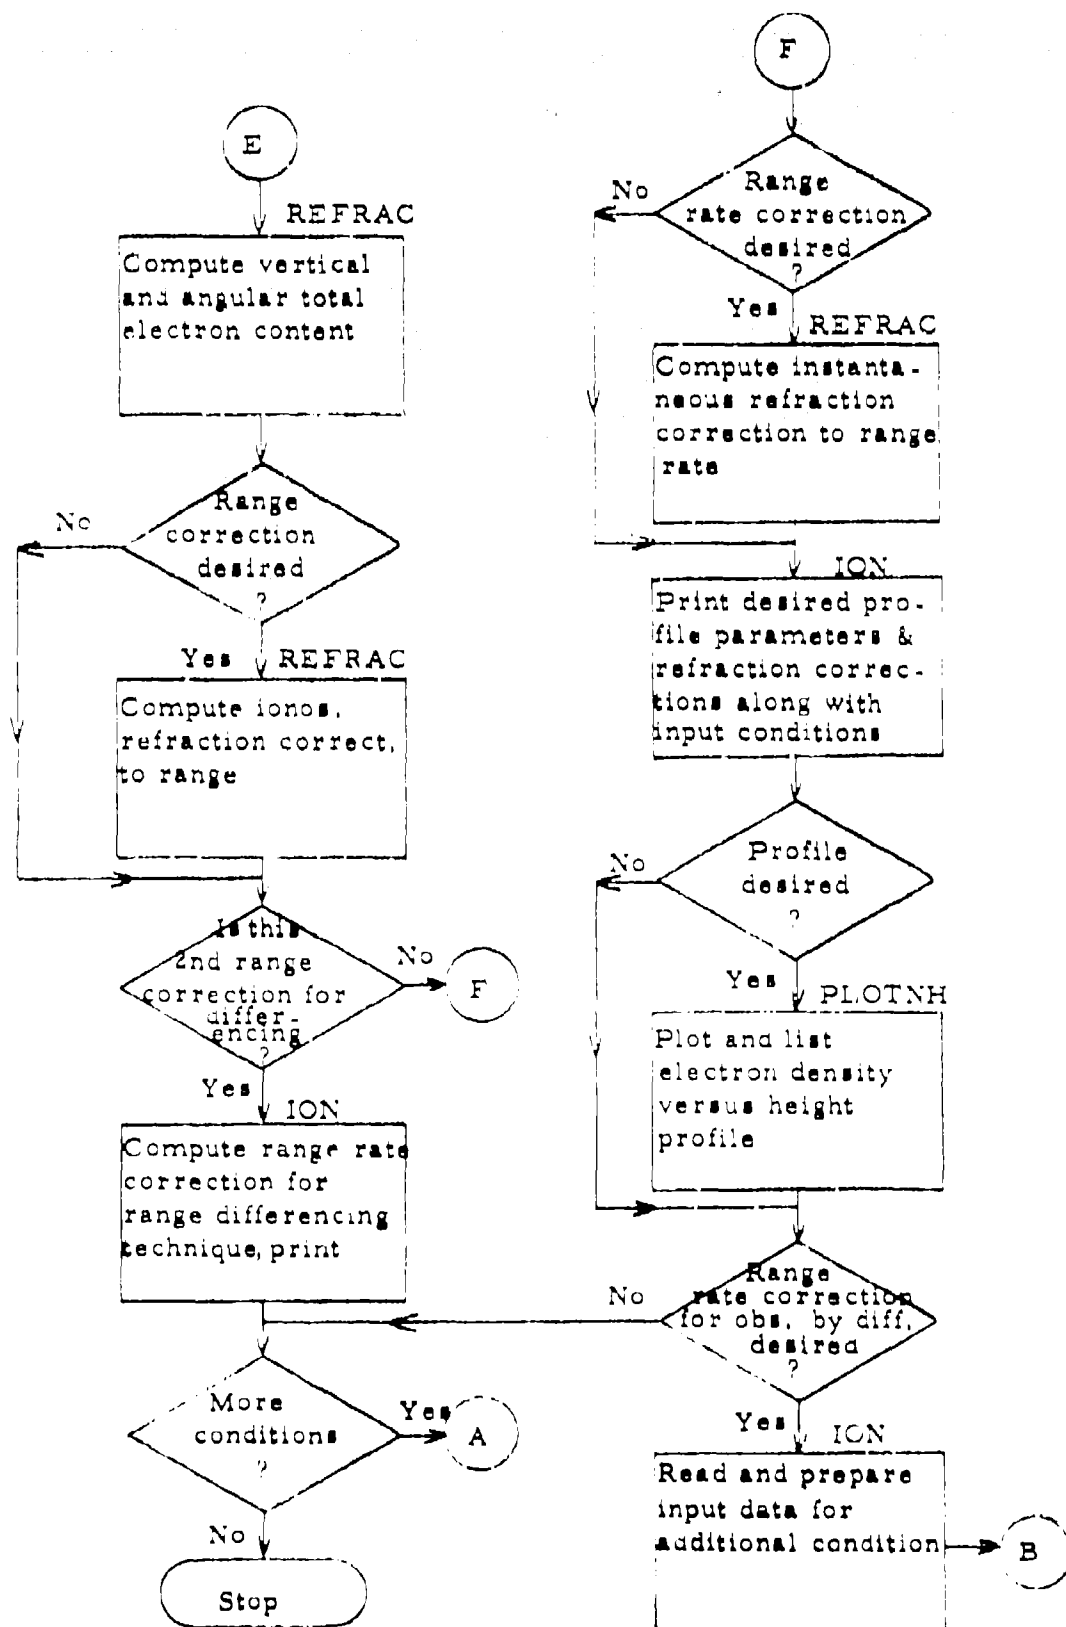 E
REFRAC
Compute vertical
and angular total
electron content
Range
correction
desired
?
No
Yes
REFRAC
Compute ionos,
refraction correct,
to range
Is this
2nd range
correction for
differ-
encing
?
No
F
Yes
ION
Compute range rate
correction for
range differencing
technique, print
More
conditions
?
Yes
A
No
Stop
F
Range
rate correction
desired
?
No
Yes
REFRAC
Compute instanta-
neous refraction
correction to range
rate
ION
Print desired pro-
file parameters &
refraction correc-
tions along with
input conditions
Profile
desired
?
No
Yes
PLOTNH
Plot and list
electron density
versus height
profile
Range
rate correction
for obs, by diff,
desired
?
No
Yes
ION
Read and prepare
input data for
additional condition
B